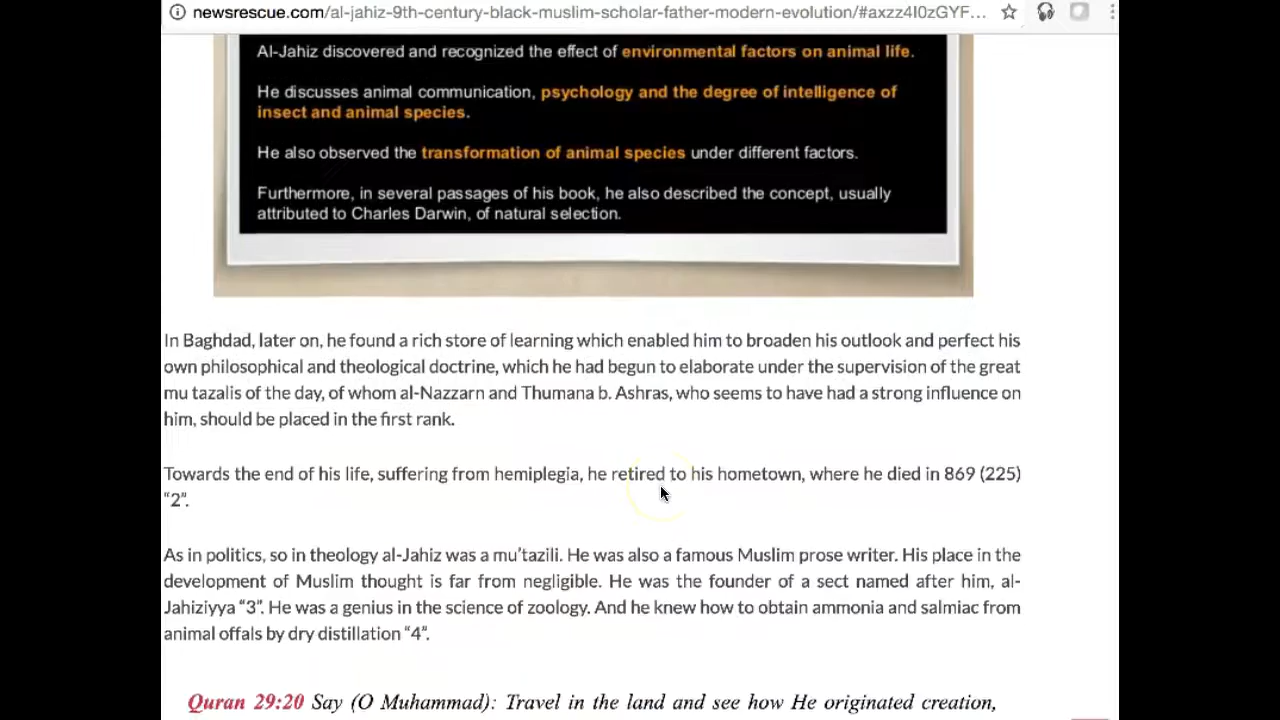 newsrescue.com/al-jahiz-9th-century-black-muslim-scholar-father-modern-evolution/#axzz4I0zGYF...
Al-Jahiz discovered and recognized the effect of environmental factors on animal life.
He discusses animal communication, psychology and the degree of intelligence of
insect and animal species.
He also observed the transformation of animal species under different factors.
Furthermore, in several passages of his book, he also described the concept, usually
attributed to Charles Darwin, of natural selection.
In Baghdad, later on, he found a rich store of learning which enabled him to broaden his outlook and perfect his
own philosophical and theological doctrine, which he had begun to elaborate under the supervision of the great
mu tazalis of the day, of whom al-Nazzarn and Thumana b. Ashras, who seems to have had a strong influence on
him, should be placed in the first rank.
Towards the end of his life, suffering from hemiplegia, he retired to his hometown, where he died in 869 (225)
“2”.
As in politics, so in theology al-Jahiz was a mu’tazili. He was also a famous Muslim prose writer. His place in the
development of Muslim thought is far from negligible. He was the founder of a sect named after him, al-
Jahiziyya “3”. He was a genius in the science of zoology. And he knew how to obtain ammonia and salmiac from
animal offals by dry distillation “4”.
Quran 29:20 Say (O Muhammad): Travel in the land and see how He originated creation,